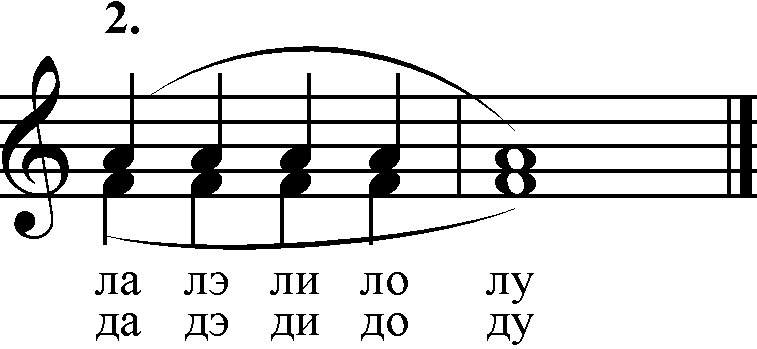 2.
ла лэ ли ло лу
да дэ ди до ду